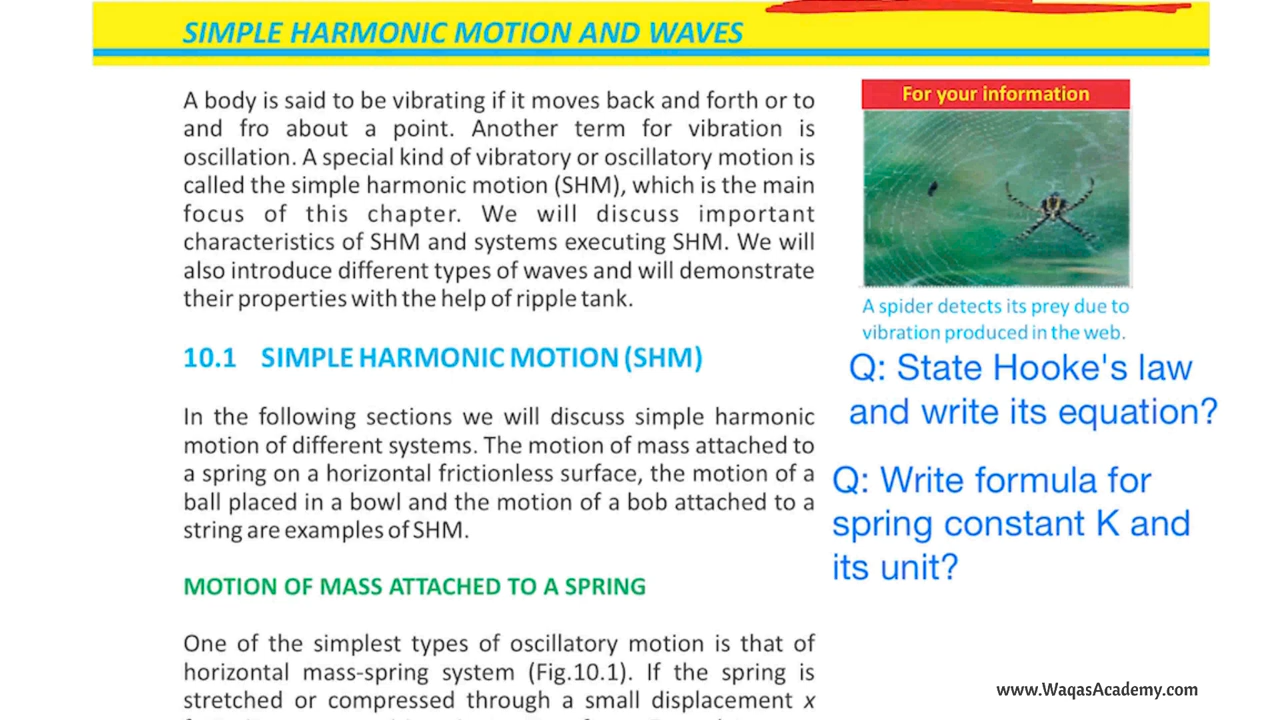 SIMPLE HARMONIC MOTION AND WAVES
A body is said to be vibrating if it moves back and forth or to
and fro about a point. Another term for vibration is
oscillation. A special kind of vibratory or oscillatory motion is
called the simple harmonic motion (SHM), which is the main
focus of this chapter. We will discuss important
characteristics of SHM and systems executing SHM. We will
also introduce different types of waves and will demonstrate
their properties with the help of ripple tank.
10.1 SIMPLE HARMONIC MOTION (SHM)
In the following sections we will discuss simple harmonic
motion of different systems. The motion of mass attached to
a spring on a horizontal frictionless surface, the motion of a
ball placed in a bowl and the motion of a bob attached to a
string are examples of SHM.
MOTION OF MASS ATTACHED TO A SPRING
One of the simplest types of oscillatory motion is that of
horizontal mass-spring system (Fig.10.1). If the spring is
stretched or compressed through a small displacement x
For your information
A spider detects its prey due to
vibration produced in the web.
Q: State Hooke's law
and write its equation?
Q: Write formula for
spring constant K and
its unit?
www.WaqasAcademy.com